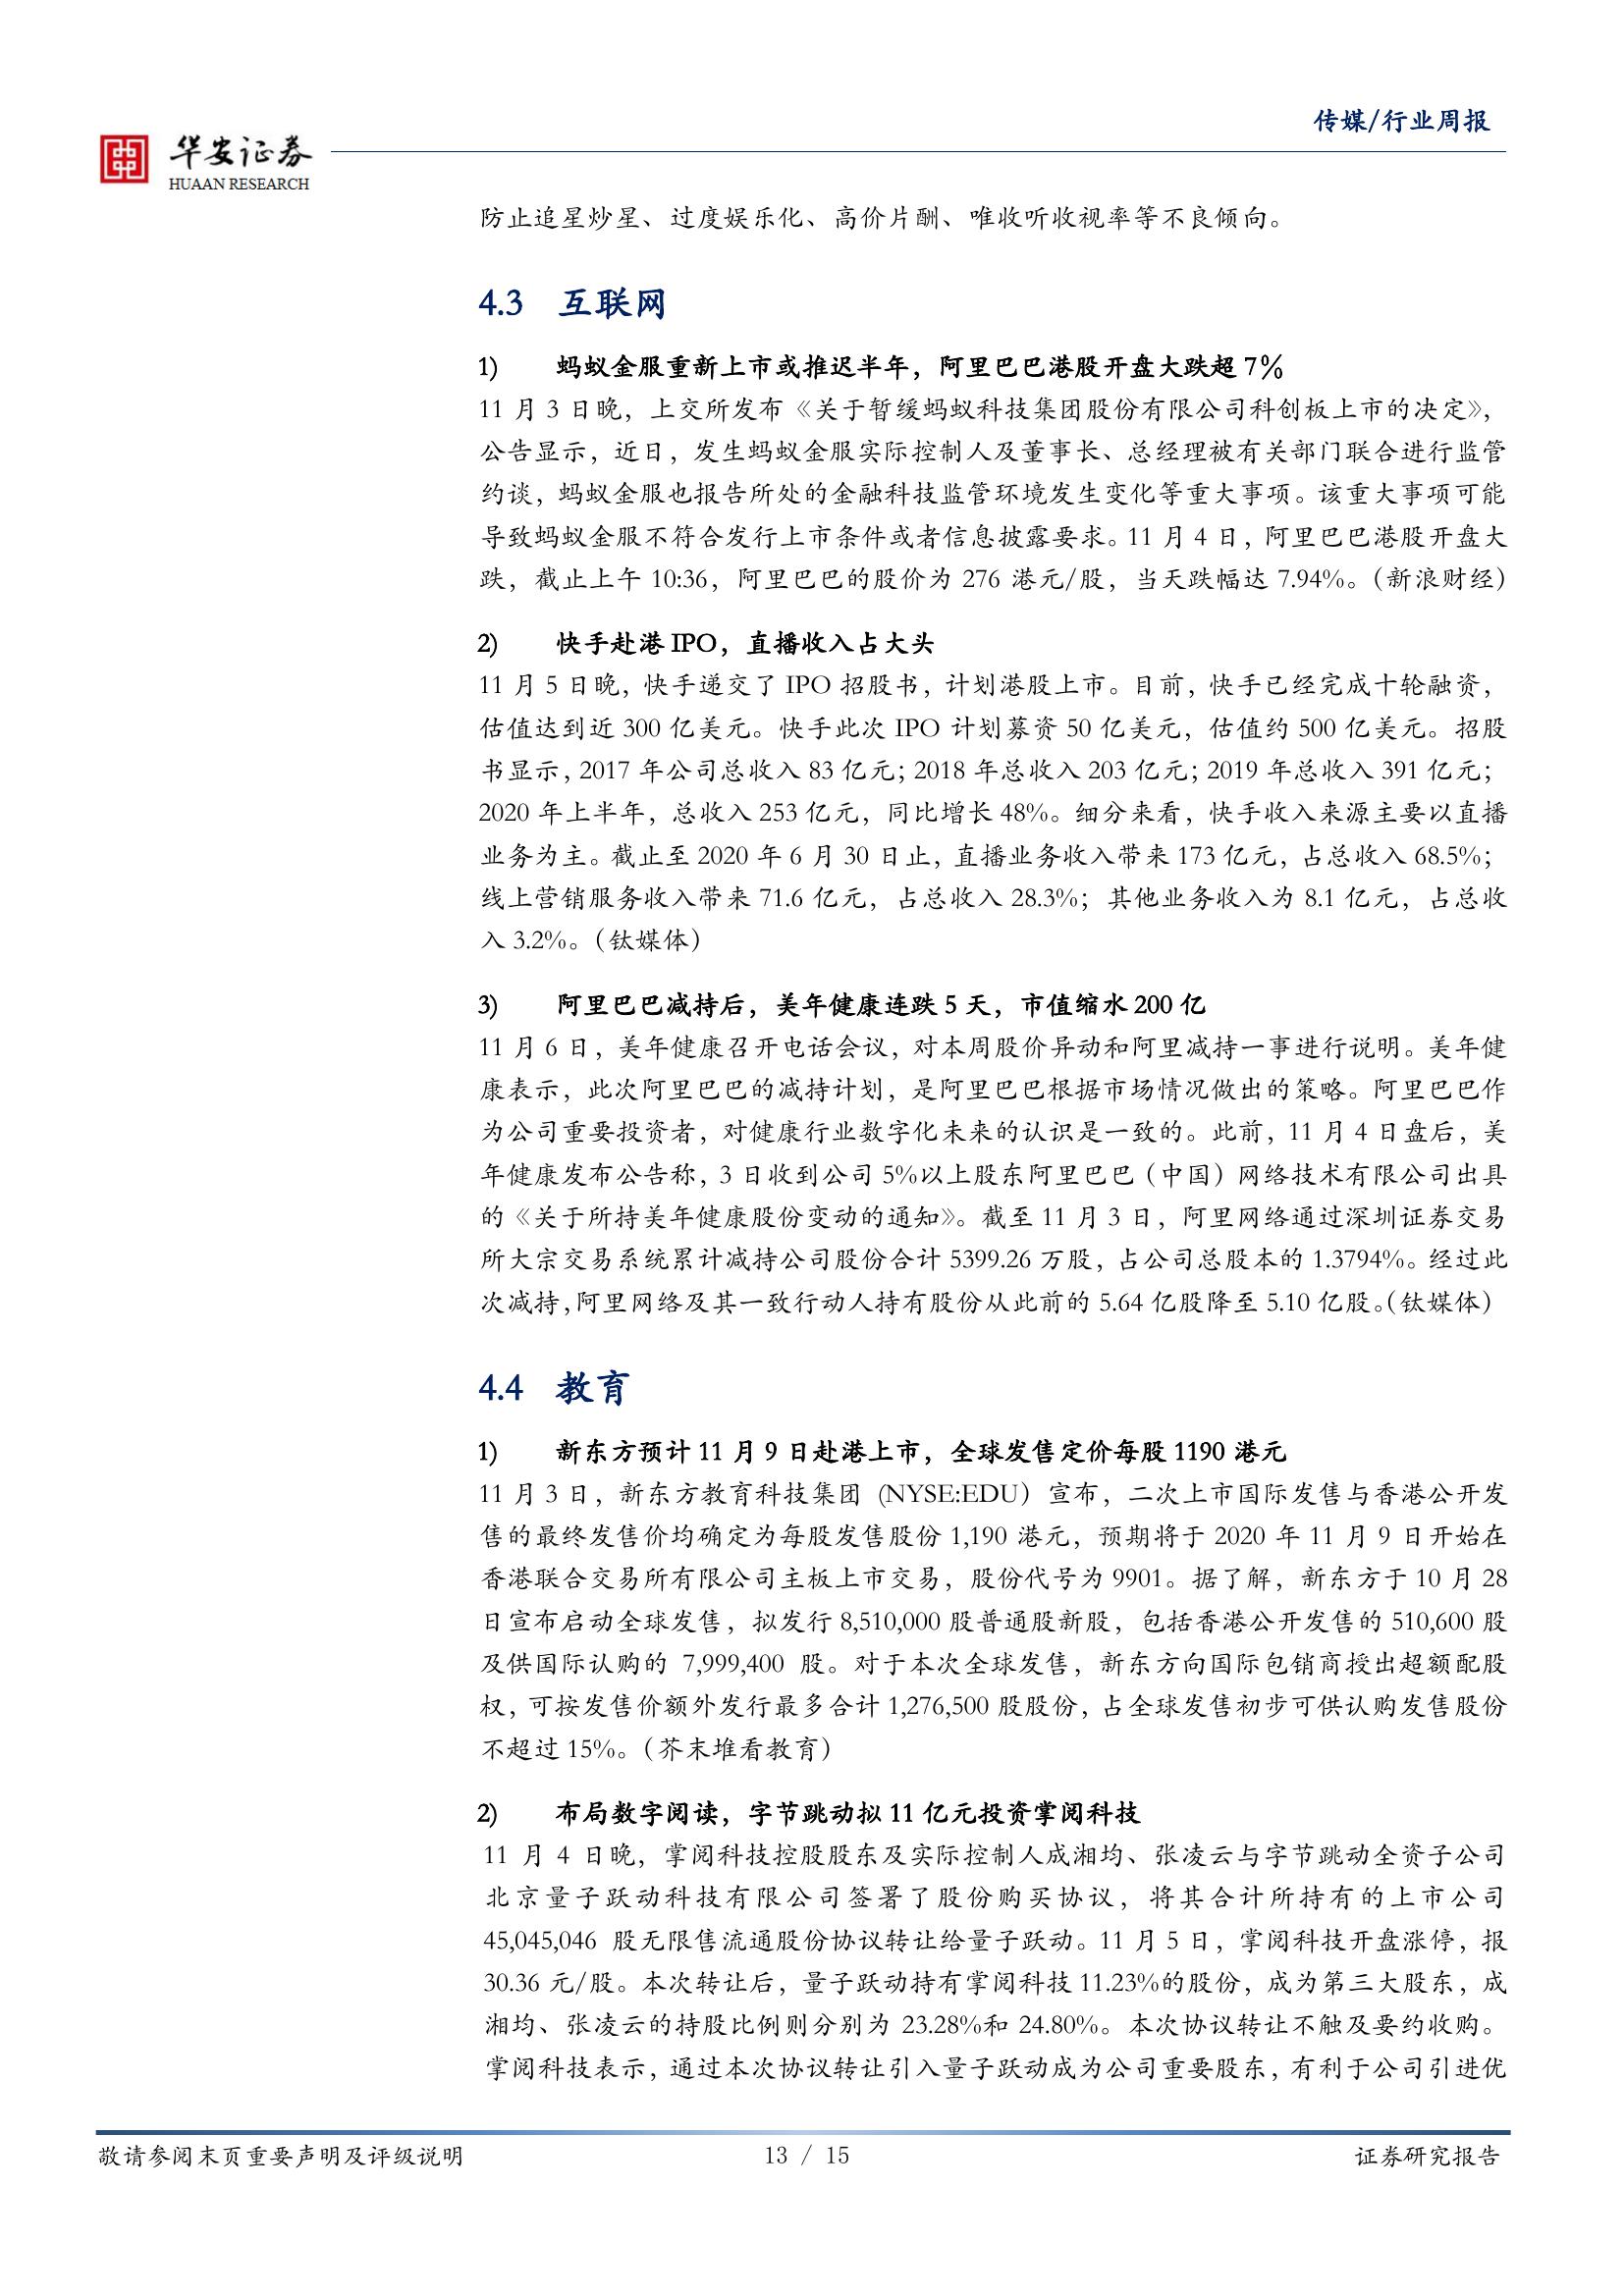 传媒/行业周报
华安证券
HUAAN RESEARCH
防止追星炒星、过度娱乐化、高价片酬、唯收听收视率等不良倾向。
4.3 互联网
1) 蚂蚁金服重新上市或推迟半年，阿里巴巴港股开盘大跌超 7%
11 月 3 日晚，上交所发布《关于暂缓蚂蚁科技集团股份有限公司科创板上市的决定》，
公告显示，近日，发生蚂蚁金服实际控制人及董事长、总经理被有关部门联合进行监管
约谈，蚂蚁金服也报告所处的金融科技监管环境发生变化等重大事项。该重大事项可能
导致蚂蚁金服不符合发行上市条件或者信息披露要求。11 月 4 日，阿里巴巴港股开盘大
跌，截止上午 10:36，阿里巴巴的股价为 276 港元/股，当天跌幅达 7.94%。（新浪财经）
2) 快手赴港 IPO，直播收入占大头
11 月 5 日晚，快手递交了 IPO 招股书，计划港股上市。目前，快手已经完成十轮融资，
估值达到近 300 亿美元。快手此次 IPO 计划募资 50 亿美元，估值约 500 亿美元。招股
书显示，2017 年公司总收入 83 亿元；2018 年总收入 203 亿元；2019 年总收入 391 亿元；
2020 年上半年，总收入 253 亿元，同比增长 48%。细分来看，快手收入来源主要以直播
业务为主。截止至 2020 年 6 月 30 日止，直播业务收入带来 173 亿元，占总收入 68.5%；
线上营销服务收入带来 71.6 亿元，占总收入 28.3%；其他业务收入为 8.1 亿元，占总收
入 3.2%。（钛媒体）
3) 阿里巴巴减持后，美年健康连跌 5 天，市值缩水 200 亿
11 月 6 日，美年健康召开电话会议，对本周股价异动和阿里减持一事进行说明。美年健
康表示，此次阿里巴巴的减持计划，是阿里巴巴根据市场情况做出的策略。阿里巴巴作
为公司重要投资者，对健康行业数字化未来的认识是一致的。此前，11 月 4 日盘后，美
年健康发布公告称，3 日收到公司 5%以上股东阿里巴巴（中国）网络技术有限公司出具
的《关于所持美年健康股份变动的通知》。截至 11 月 3 日，阿里网络通过深圳证券交易
所大宗交易系统累计减持公司股份合计 5399.26 万股，占公司总股本的 1.3794%。经过此
次减持，阿里网络及其一致行动人持有股份从此前的 5.64 亿股降至 5.10 亿股。（钛媒体）
4.4 教育
1) 新东方预计 11 月 9 日赴港上市，全球发售定价每股 1190 港元
11 月 3 日，新东方教育科技集团 (NYSE:EDU）宣布，二次上市国际发售与香港公开发
售的最终发售价均确定为每股发售股份 1,190 港元，预期将于 2020 年 11 月 9 日开始在
香港联合交易所有限公司主板上市交易，股份代号为 9901。据了解，新东方于 10 月 28
日宣布启动全球发售，拟发行 8,510,000 股普通股新股，包括香港公开发售的 510,600 股
及供国际认购的 7,999,400 股。对于本次全球发售，新东方向国际包销商授出超额配股
权，可按发售价额外发行最多合计 1,276,500 股股份，占全球发售初步可供认购发售股份
不超过 15%。（芥末堆看教育）
2) 布局数字阅读，字节跳动拟 11 亿元投资掌阅科技
11 月 4 日晚，掌阅科技控股股东及实际控制人成湘均、张凌云与字节跳动全资子公司
北京量子跃动科技有限公司签署了股份购买协议，将其合计所持有的上市公司
45,045,046 股无限售流通股份协议转让给量子跃动。11 月 5 日，掌阅科技开盘涨停，报
30.36 元/股。本次转让后，量子跃动持有掌阅科技 11.23%的股份，成为第三大股东，成
湘均、张凌云的持股比例则分别为 23.28%和 24.80%。本次协议转让不触及要约收购。
掌阅科技表示，通过本次协议转让引入量子跃动成为公司重要股东，有利于公司引进优
敬请参阅末页重要声明及评级说明
13 / 15
证券研究报告